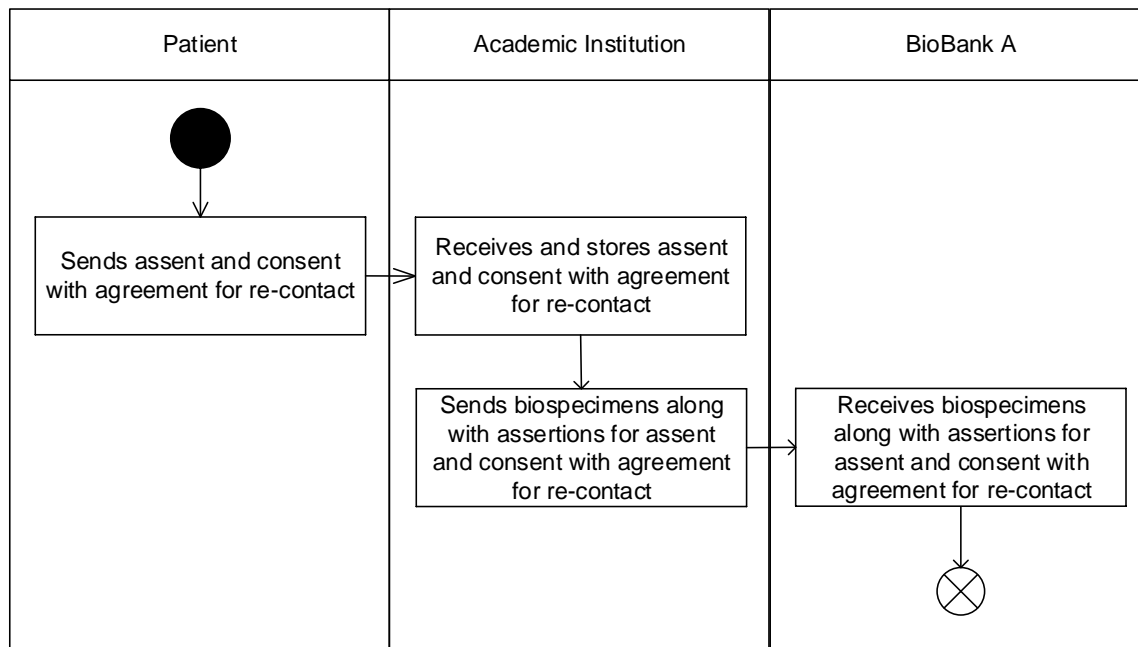 Patient
Academic Institution
BioBank A
Sends assent and consent
with agreement for re-contact
Receives and stores assent
and consent with agreement
for re-contact
Sends biospecimens along
with assertions for assent
and consent with agreement
for re-contact
Receives biospecimens
along with assertions for
assent and consent with
agreement for re-contact